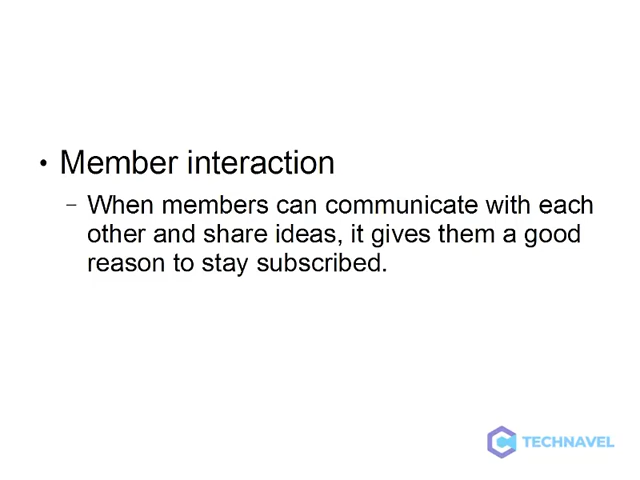 • Member interaction
– When members can communicate with each
other and share ideas, it gives them a good
reason to stay subscribed.
TECHNAVEL